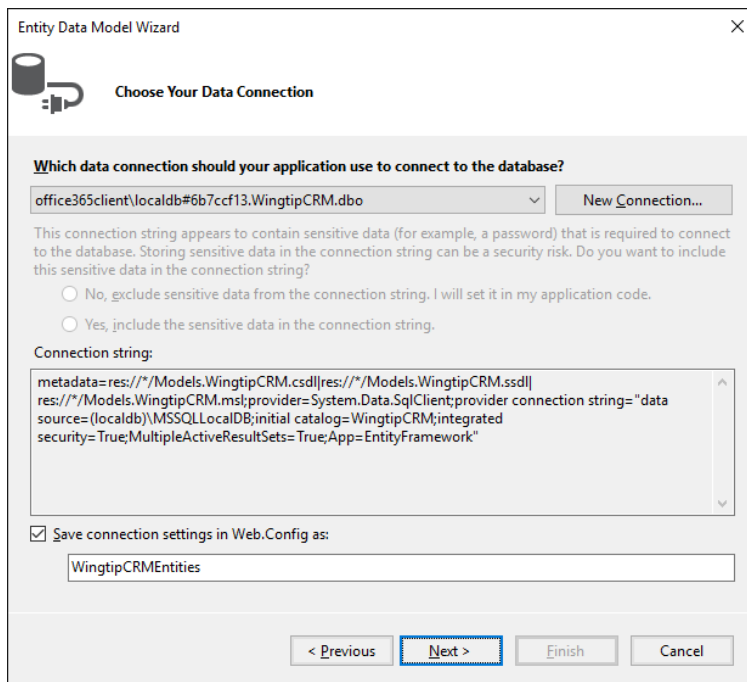 Entity Data Model Wizard
Choose Your Data Connection
Which data connection should your application use to connect to the database?
office365client\localdb#6b7ccf13.WingtipCRM.dbo
New Connection...
This connection string appears to contain sensitive data (for example, a password) that is required to connect
to the database. Storing sensitive data in the connection string can be a security risk. Do you want to include
this sensitive data in the connection string?
No, exclude sensitive data from the connection string. I will set it in my application code.
Yes, include the sensitive data in the connection string.
Connection string:
metadata=res://*/Models.WingtipCRM.csdl|res://*/Models.WingtipCRM.ssdl|
res://*/Models.WingtipCRM.msl;provider=System.Data.SqlClient;provider connection string="data
source=(localdb)\MSSQLLocalDB;initial catalog=WingtipCRM;integrated
security=True;MultipleActiveResultSets=True;App=EntityFramework"
Save connection settings in Web.Config as:
WingtipCRMEntities
< Previous
Next >
Finish
Cancel